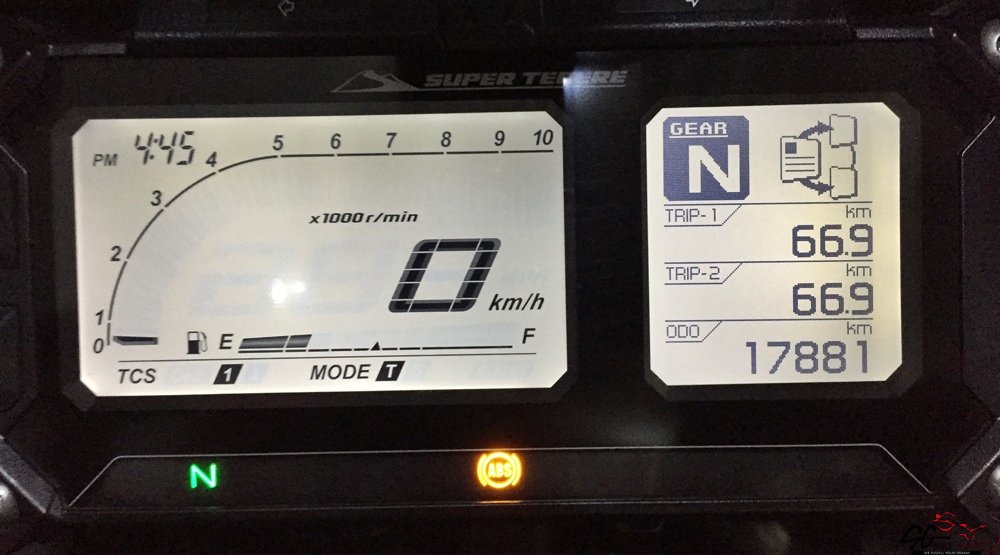 SUPER TENERE
PM 4:45
0 1 2 3 4 5 6 7 8 9 10
x1000 r/min
0 km/h
E F
TCS 1 MODE T
GEAR
N
TRIP-1 km
66.9
TRIP-2 km
66.9
ODO km
17881
N ABS